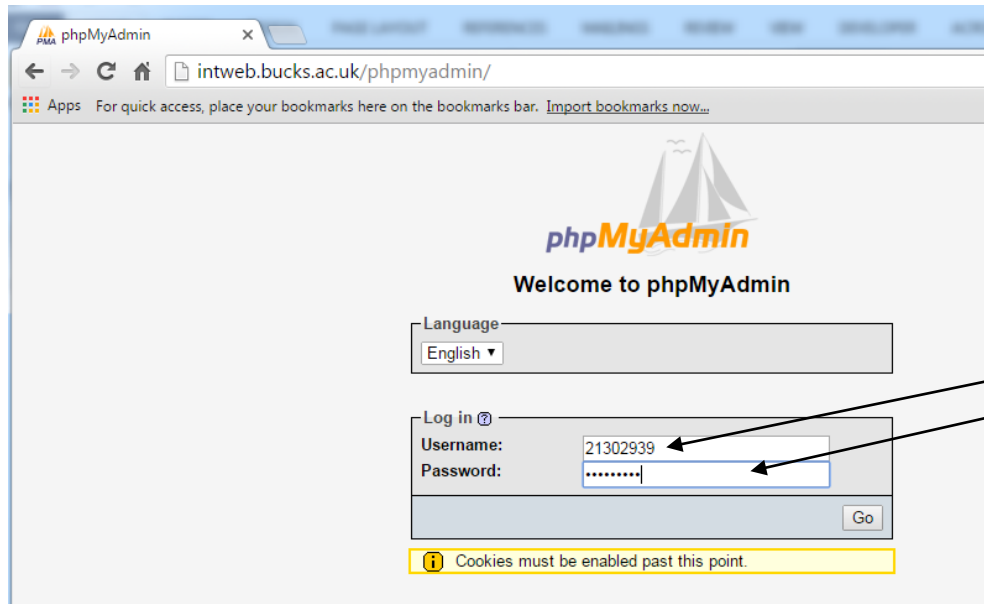 phpMyAdmin
intweb.bucks.ac.uk/phpmyadmin/
Apps For quick access, place your bookmarks here on the bookmarks bar. Import bookmarks now...
phpMyAdmin
Welcome to phpMyAdmin
Language
English
Log in
Username: 21302939
Password: •••••••••
Go
Cookies must be enabled past this point.